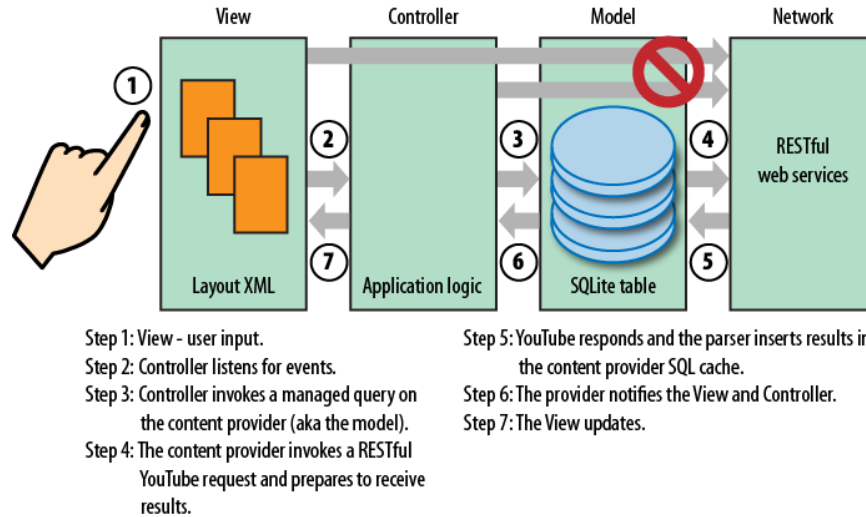 View
Controller
Model
Network
1
2
3
4
RESTful
web services
7
6
5
Layout XML
Application logic
SQLite table
Step 1: View - user input.
Step 2: Controller listens for events.
Step 3: Controller invokes a managed query on
the content provider (aka the model).
Step 4: The content provider invokes a RESTful
YouTube request and prepares to receive
results.
Step 5: YouTube responds and the parser inserts results in
the content provider SQL cache.
Step 6: The provider notifies the View and Controller.
Step 7: The View updates.